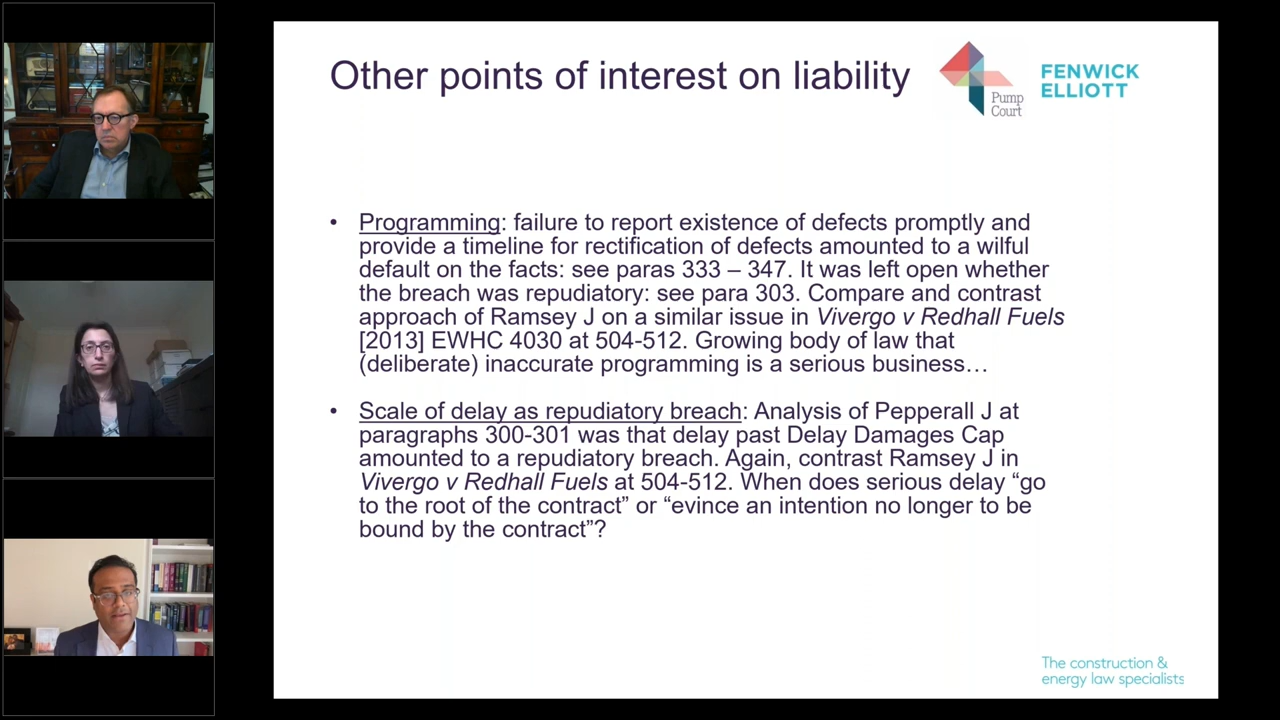 Other points of interest on liability
Pump
Court
FENWICK
ELLIOTT
• Programming: failure to report existence of defects promptly and
provide a timeline for rectification of defects amounted to a wilful
default on the facts: see paras 333 – 347. It was left open whether
the breach was repudiatory: see para 303. Compare and contrast
approach of Ramsey J on a similar issue in Vivergo v Redhall Fuels
[2013] EWHC 4030 at 504-512. Growing body of law that
(deliberate) inaccurate programming is a serious business…
• Scale of delay as repudiatory breach: Analysis of Pepperall J at
paragraphs 300-301 was that delay past Delay Damages Cap
amounted to a repudiatory breach. Again, contrast Ramsey J in
Vivergo v Redhall Fuels at 504-512. When does serious delay “go
to the root of the contract” or “evince an intention no longer to be
bound by the contract”?
The construction &
energy law specialists